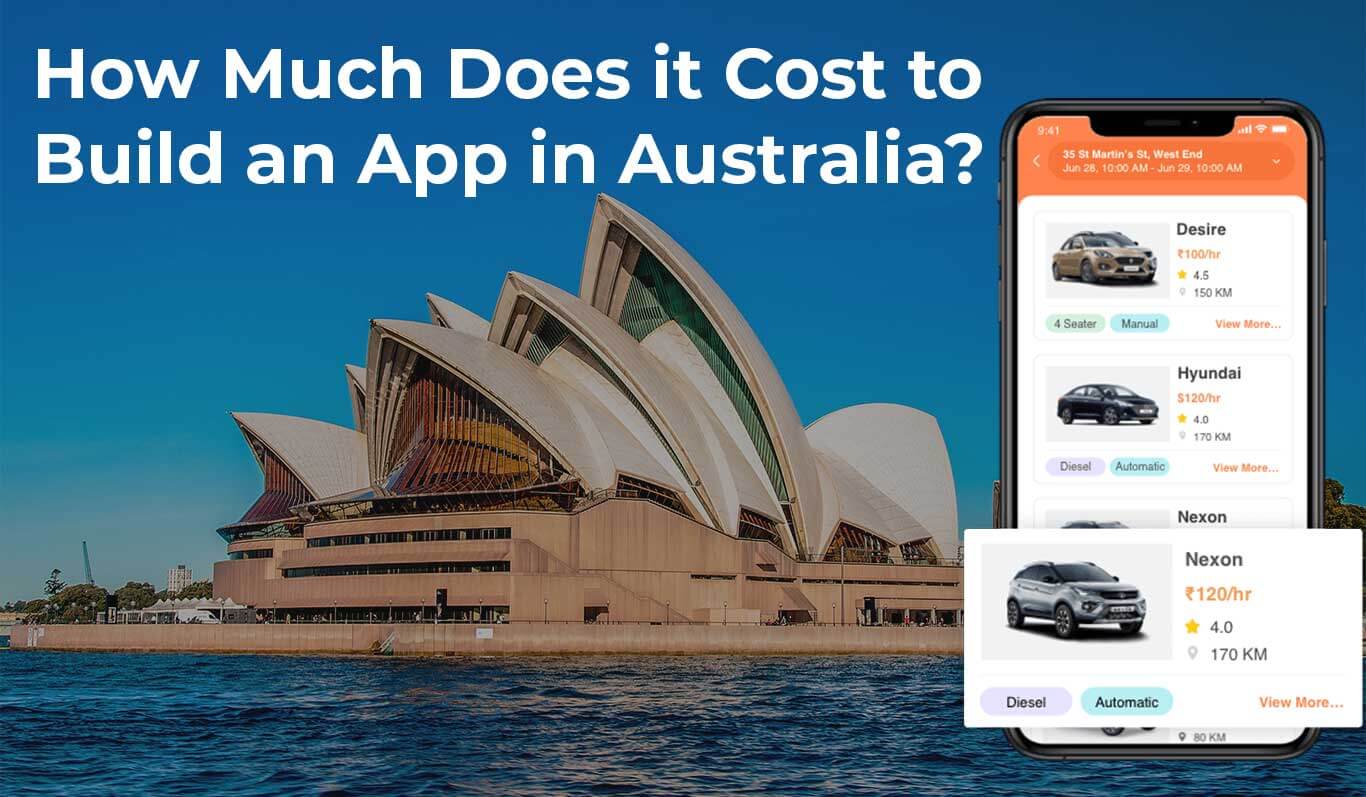 How Much Does it Cost to
Build an App in Australia?
9:41
35 St Martin's St, West End
Jun 28, 10:00 AM - Jun 29, 10:00 AM
Desire
₹100/hr
4.5
150 KM
4 Seater
Manual
View More...
Hyundai
$120/hr
4.0
170 KM
Diesel
Automatic
View More...
Nexon
Nexon
₹120/hr
4.0
170 KM
Diesel
Automatic
View More...
80 KM